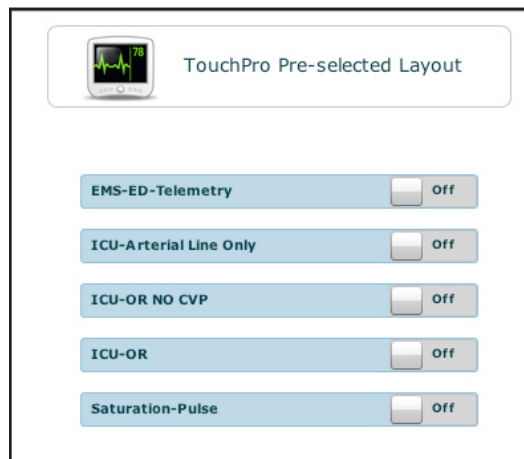 78
TouchPro Pre-selected Layout
EMS-ED-Telemetry Off
ICU-Arterial Line Only Off
ICU-OR NO CVP Off
ICU-OR Off
Saturation-Pulse Off